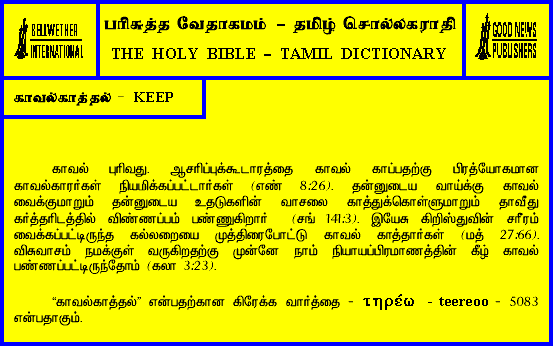 BELLWETHER
INTERNATIONAL
பரிசுத்த வேதாகமம் – தமிழ் சொல்லகராதி
THE HOLY BIBLE – TAMIL DICTIONARY
GOOD NEWS
PUBLISHERS
காவல்காத்தல் – KEEP
காவல் புரிவது. ஆசரிப்புக்கூடாரத்தை காவல் காப்பதற்கு பிரத்யோகமான
காவல்காரர்கள் நியமிக்கப்பட்டார்கள் (எண் 8:26). தன்னுடைய வாய்க்கு காவல்
வைக்குமாறும் தன்னுடைய உதடுகளின் வாசலை காத்துக்கொள்ளுமாறும் தாவீது
கர்த்தரிடத்தில் விண்ணப்பம் பண்ணுகிறார் (சங் 141:3). இயேசு கிறிஸ்துவின் சரீரம்
வைக்கப்பட்டிருந்த கல்லறையை முத்திரைபோட்டு காவல் காத்தார்கள் (மத் 27:66).
விசுவாசம் நமக்குள் வருகிறதற்கு முன்னே நாம் நியாயப்பிரமாணத்தின் கீழ் காவல்
பண்ணப்பட்டிருந்தோம் (கலா 3:23).
“காவல்காத்தல்” என்பதற்கான கிரேக்க வார்த்தை – τηρέω - teereoo – 5083
என்பதாகும்.